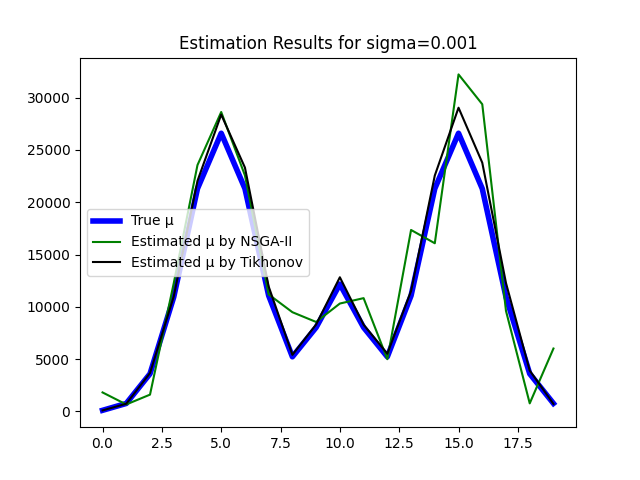 Estimation Results for sigma=0.001
30000
25000
20000
15000
10000
5000
0
True μ
Estimated μ by NSGA-II
Estimated μ by Tikhonov
0.0 2.5 5.0 7.5 10.0 12.5 15.0 17.5